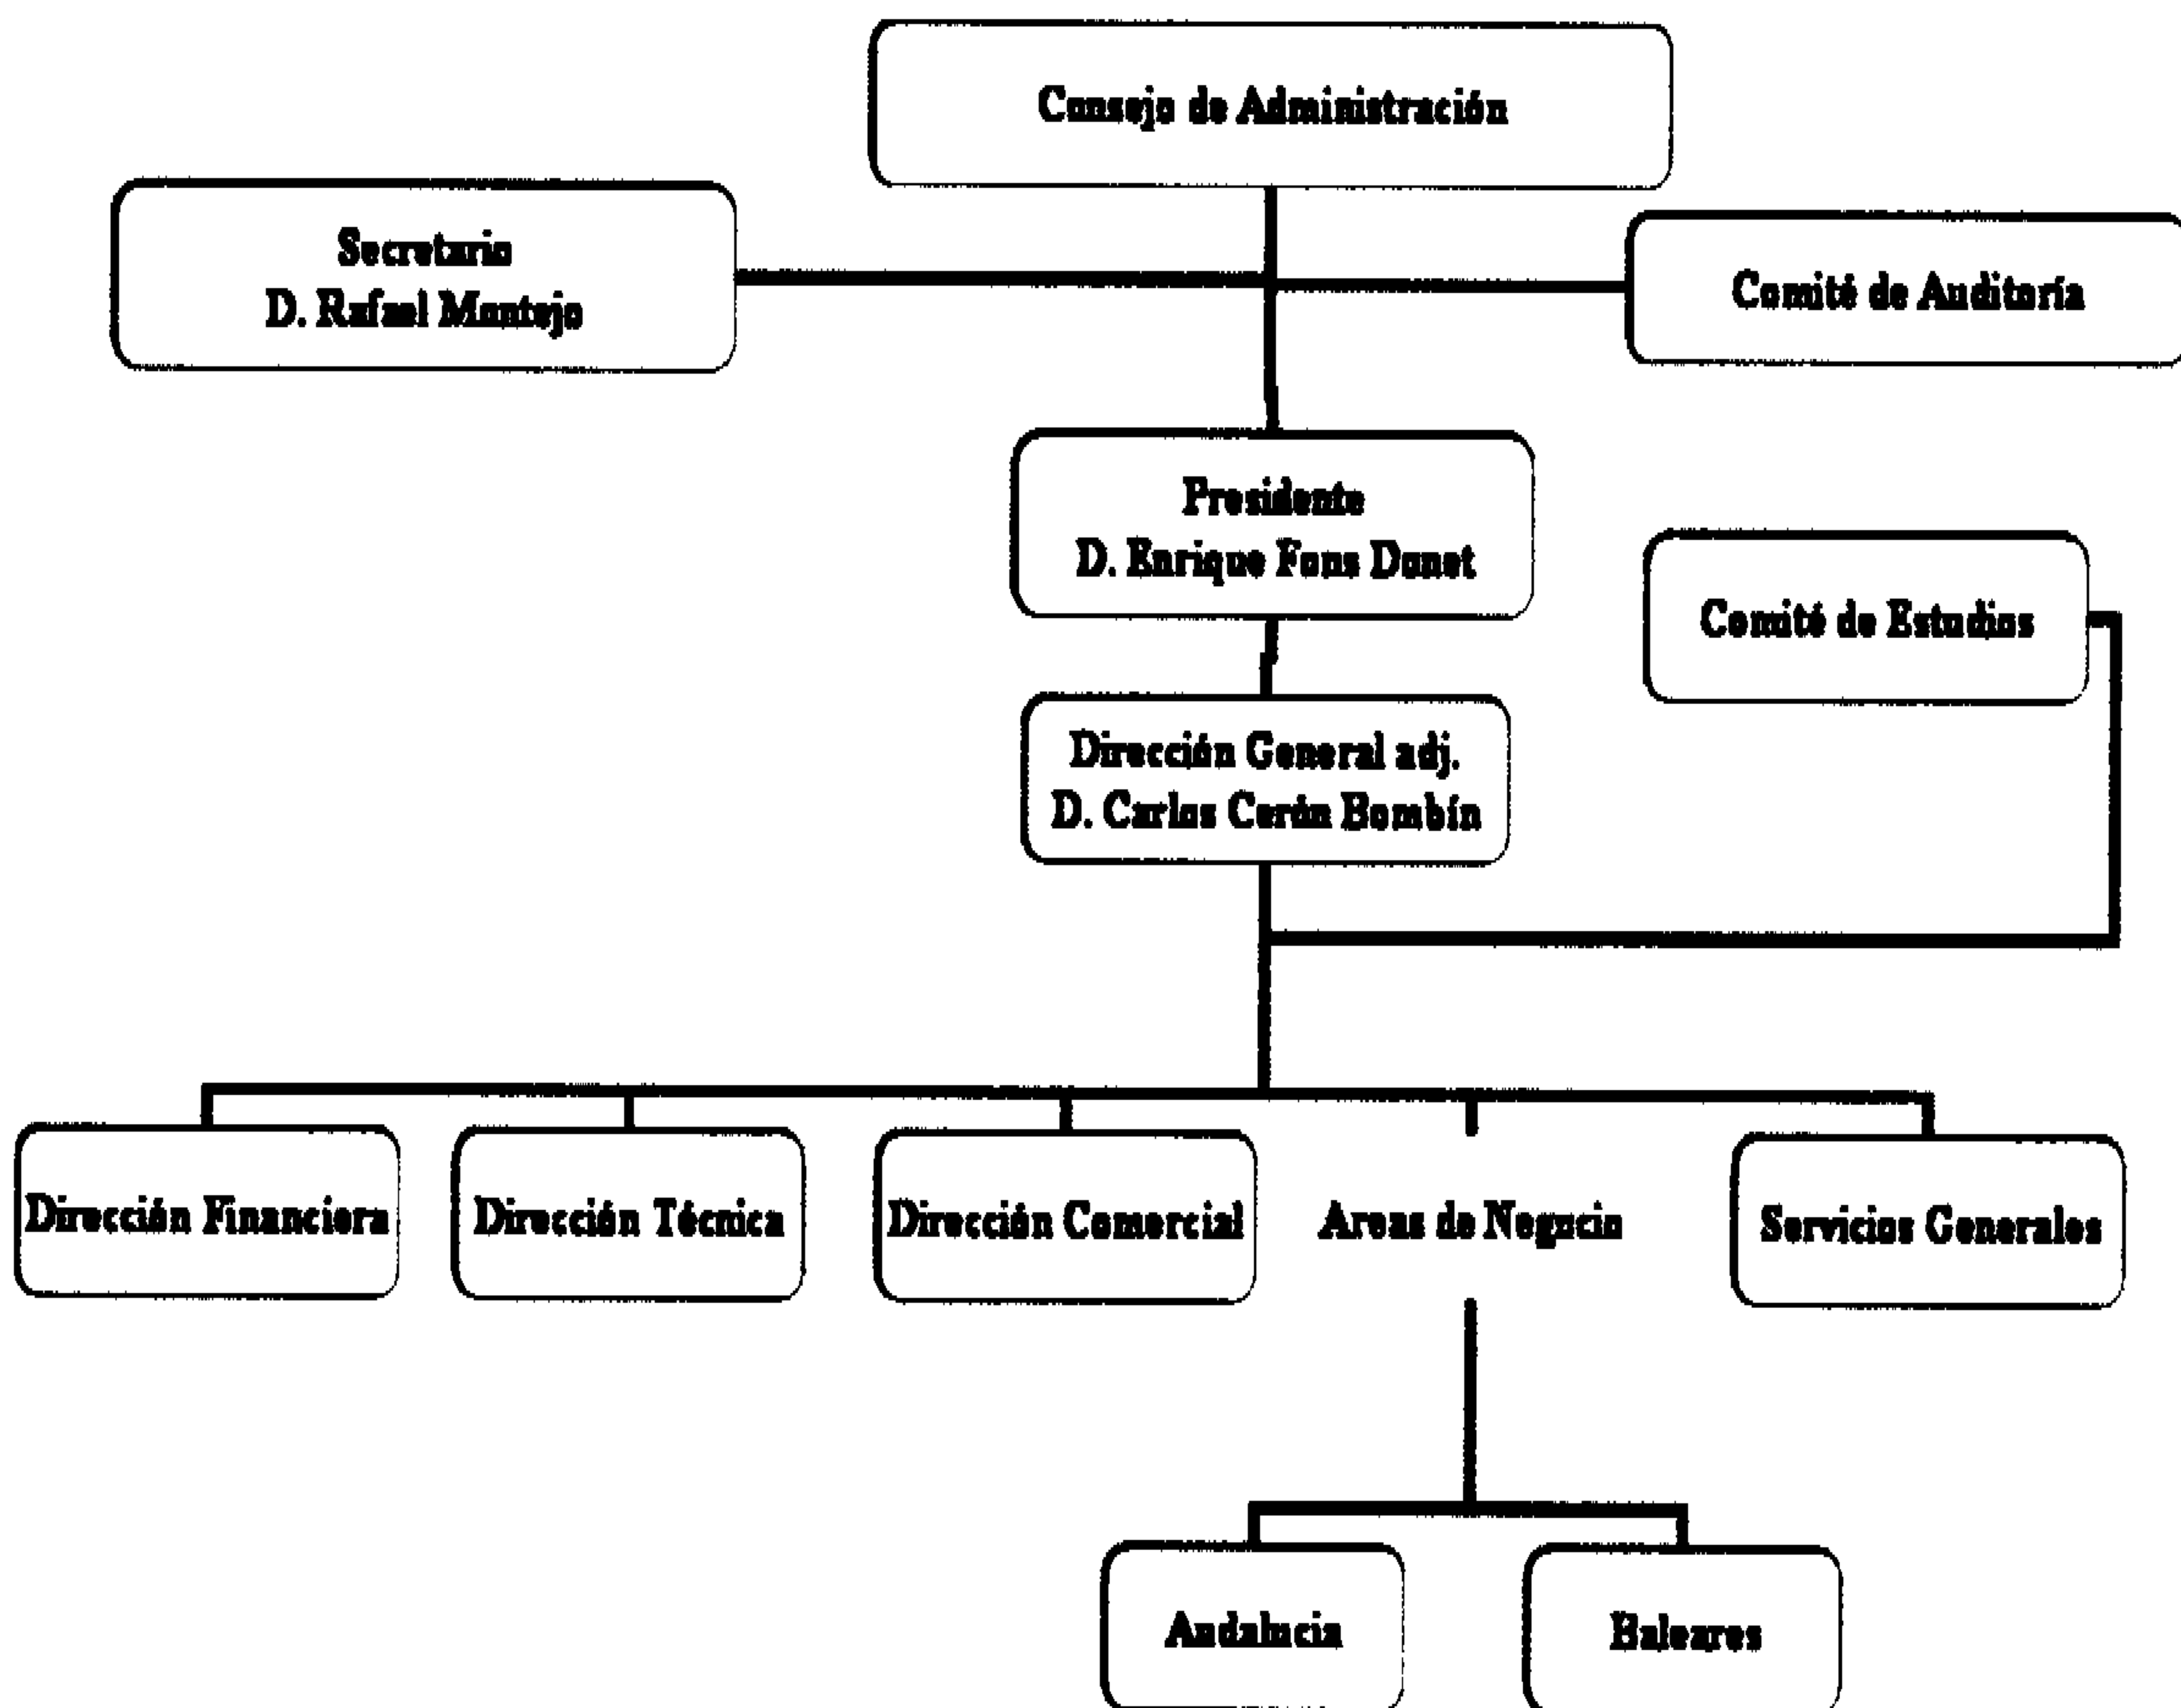 Consejo de Administración
Secretario
D. Rafael Montejo
Comité de Auditoría
Presidente
D. Enrique Fons Donet
Comité de Estudios
Dirección General adj.
D. Carlos Cerón Bombín
Dirección Financiera
Dirección Técnica
Dirección Comercial
Areas de Negocio
Servicios Generales
Andalucia
Baleares